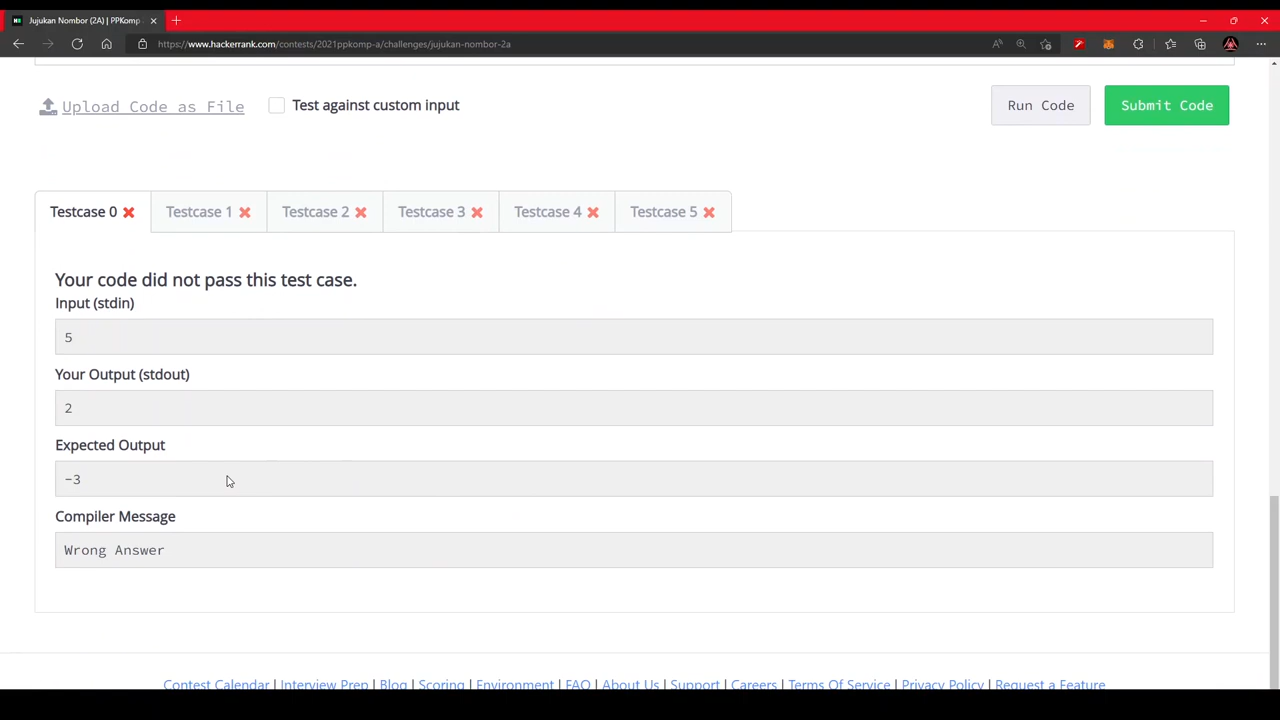 Jujukan Nombor (2A) | PPKomp
https://www.hackerrank.com/contests/2021ppkomp-a/challenges/jujukan-nombor-2a
Upload Code as File
Test against custom input
Run Code
Submit Code
Testcase 0
Testcase 1
Testcase 2
Testcase 3
Testcase 4
Testcase 5
Your code did not pass this test case.
Input (stdin)
5
Your Output (stdout)
2
Expected Output
-3
Compiler Message
Wrong Answer
Contest Calendar | Interview Prep | Blog | Scoring | Environment | FAQ | About Us | Support | Careers | Terms Of Service | Privacy Policy | Request a Feature